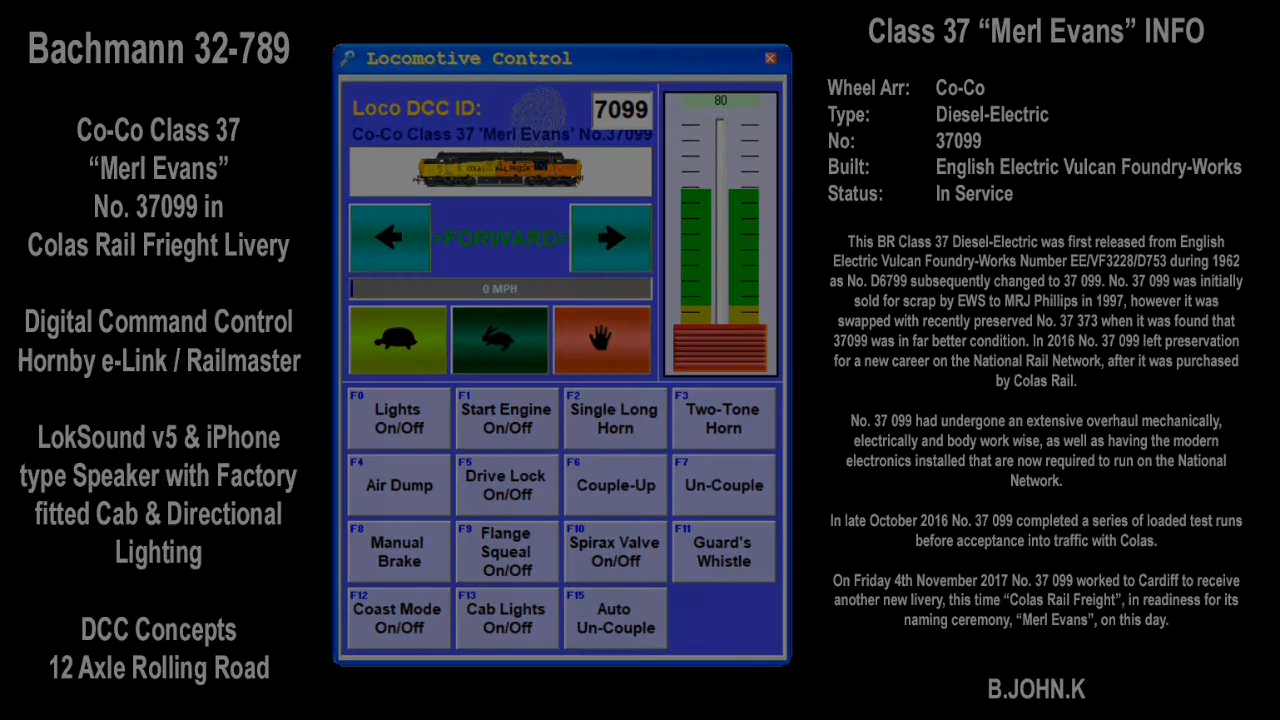 Bachmann 32-789
Co-Co Class 37
“Merl Evans”
No. 37099 in
Colas Rail Frieght Livery
Digital Command Control
Hornby e-Link / Railmaster
LokSound v5 & iPhone
type Speaker with Factory
fitted Cab & Directional
Lighting
DCC Concepts
12 Axle Rolling Road
Locomotive Control
Loco DCC ID:
7099
Co-Co Class 37 'Merl Evans' No.37099
COLAS RAIL FREIGHT
>FORWARD>
0 MPH
80
F0
Lights
On/Off
F1
Start Engine
On/Off
F2
Single Long
Horn
F3
Two-Tone
Horn
F4
Air Dump
F5
Drive Lock
On/Off
F6
Couple-Up
F7
Un-Couple
F8
Manual
Brake
F9
Flange
Squeal
On/Off
F10
Spirax Valve
On/Off
F11
Guard's
Whistle
F12
Coast Mode
On/Off
F13
Cab Lights
On/Off
F15
Auto
Un-Couple
Class 37 “Merl Evans” INFO
Wheel Arr: Co-Co
Type: Diesel-Electric
No: 37099
Built: English Electric Vulcan Foundry-Works
Status: In Service
This BR Class 37 Diesel-Electric was first released from English
Electric Vulcan Foundry-Works Number EE/VF3228/D753 during 1962
as No. D6799 subsequently changed to 37 099. No. 37 099 was initially
sold for scrap by EWS to MRJ Phillips in 1997, however it was
swapped with recently preserved No. 37 373 when it was found that
37099 was in far better condition. In 2016 No. 37 099 left preservation
for a new career on the National Rail Network, after it was purchased
by Colas Rail.
No. 37 099 had undergone an extensive overhaul mechanically,
electrically and body work wise, as well as having the modern
electronics installed that are now required to run on the National
Network.
In late October 2016 No. 37 099 completed a series of loaded test runs
before acceptance into traffic with Colas.
On Friday 4th November 2017 No. 37 099 worked to Cardiff to receive
another new livery, this time “Colas Rail Freight”, in readiness for its
naming ceremony, “Merl Evans”, on this day.
B.JOHN.K